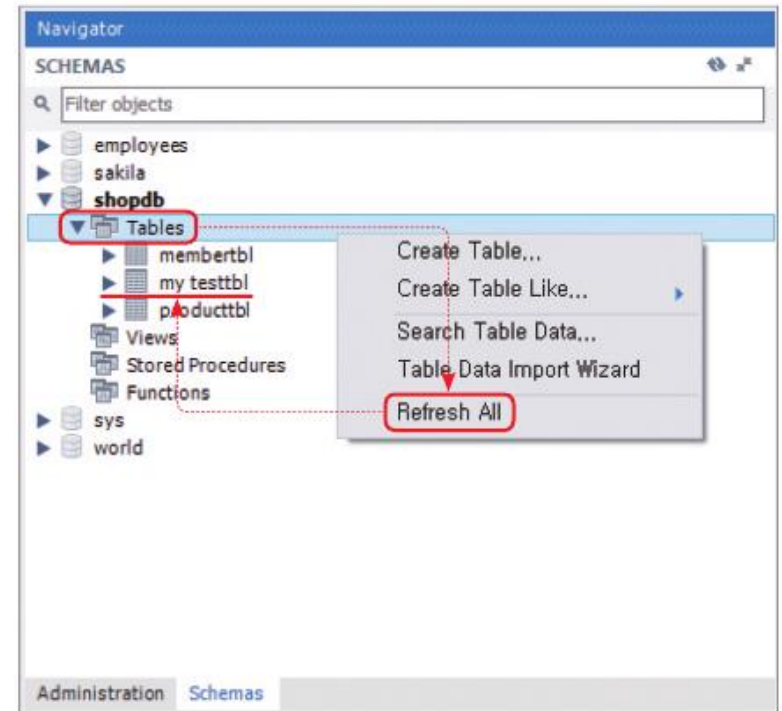 Navigator
SCHEMAS
Filter objects
employees
sakila
shopdb
Tables
membertbl
my testtbl
producttbl
Views
Stored Procedures
Functions
sys
world
Create Table...
Create Table Like...
Search Table Data...
Table Data Import Wizard
Refresh All
Administration Schemas